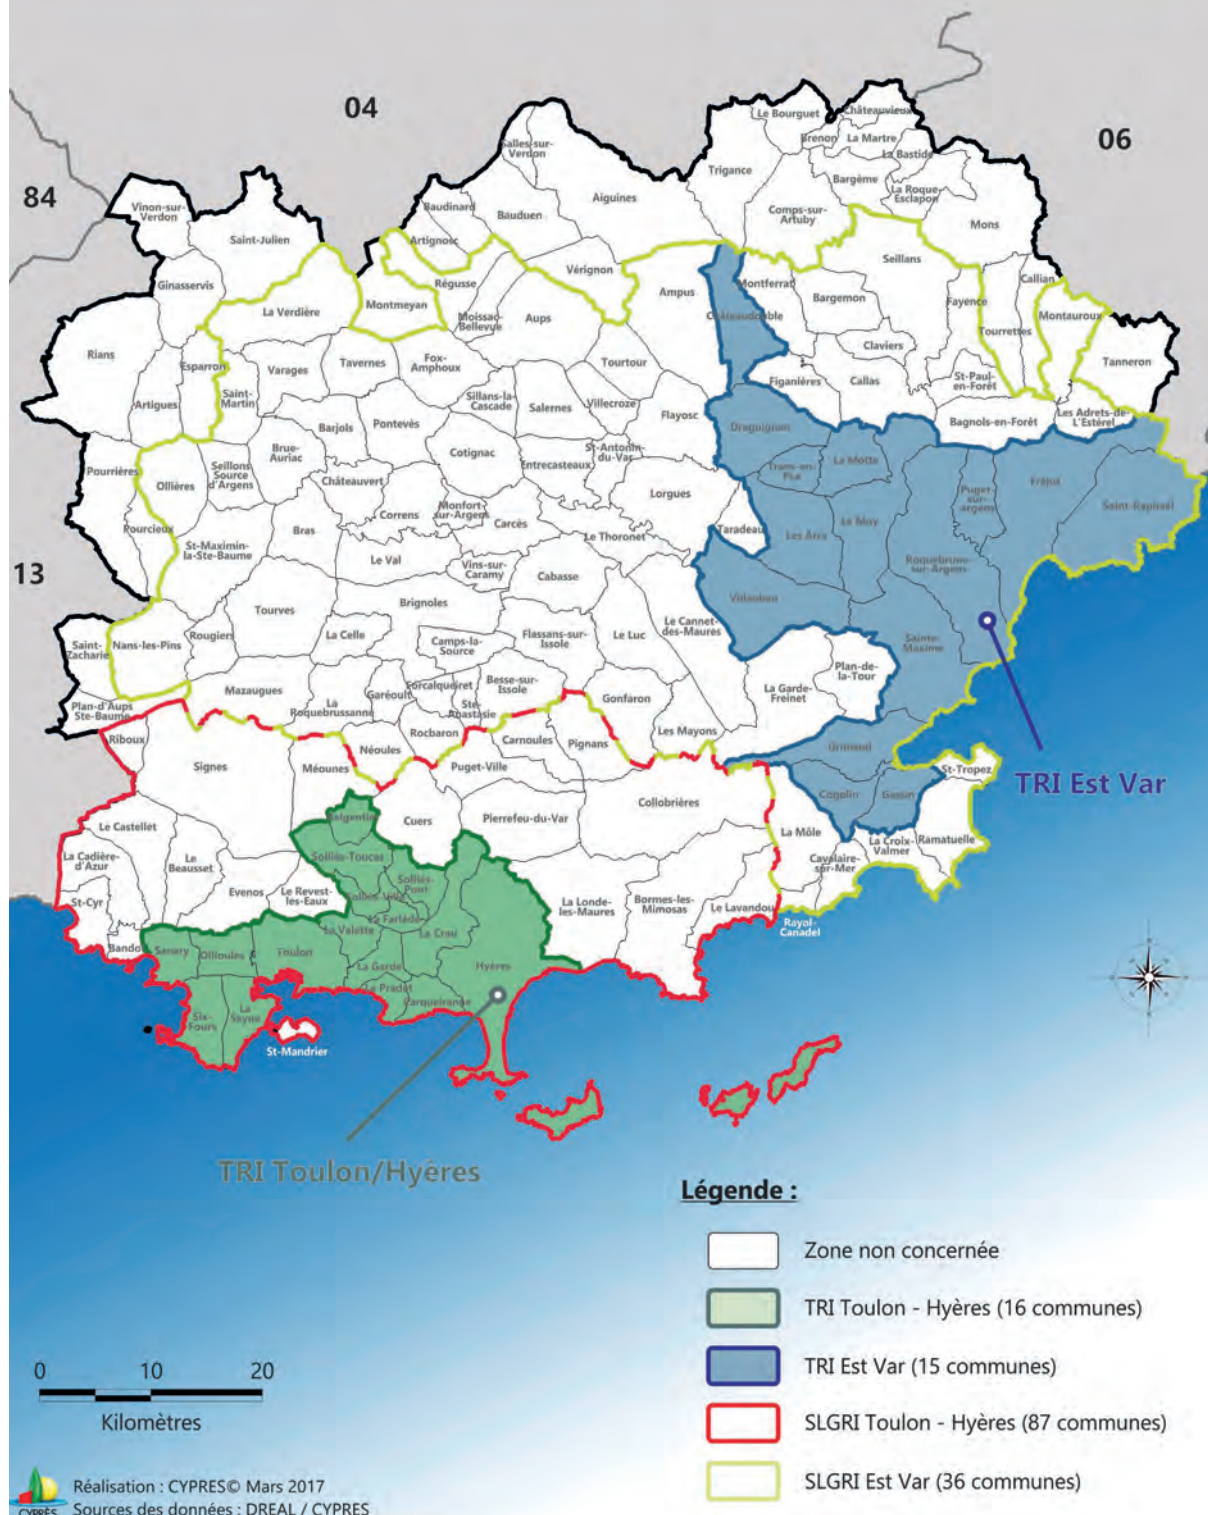 04
06
84
13
Le Bourguet
Châteauvieux
Brenon
La Martre
La Bastide
Bargème
La Roque-
Esclapon
Trigance
Comps-sur-
Artuby
Mons
Salles-sur-
Verdon
Aiguines
Baudinard
Bauduen
Artignosc
Vérignon
Vinon-sur-
Verdon
Saint-Julien
Ginasservis
La Verdière
Montmeyan
Régusse
Moissac-
Bellevue
Aups
Ampus
Châteaudouble
Montferrat
Bargemon
Seillans
Fayence
Callian
Tourrettes
Montauroux
Tanneron
Rians
Esparron
Artigues
Saint-
Martin
Varages
Tavernes
Fox-
Amphoux
Tourtour
Claviers
Figanières
Callas
St-Paul-
en-Forêt
Bagnols-en-Forêt
Les Adrets-de-
L'Estérel
Sillans-la-
Cascade
Salernes
Villecroze
Flayosc
Draguignan
Barjols
Pontevès
Brue-
Auriac
Cotignac
Entrecasteaux
St-Antonin-
du-Var
Trans-en-
Pce
La Motte
Pourrières
Ollières
Seillons
Source
d'Argens
Châteauvert
Correns
Monfort-
sur-Argens
Carcès
Lorgues
Taradeau
Les Arcs
Le Muy
Puget-
sur-
argens
Fréjus
Saint-Raphaël
Pourcieux
St-Maximin-
la-Ste-Baume
Bras
Le Val
Vins-sur-
Caramy
Le Thoronet
Cabasse
Vidauban
Roquebrune-
sur-Argens
Sainte-
Maxime
Saint-
Zacharie
Nans-les-Pins
Rougiers
Tourves
La Celle
Brignoles
Camps-la-
Source
Flassans-sur-
Issole
Le Luc
Le Cannet-
des-Maures
Plan-de-
la-Tour
La Garde-
Freinet
Plan-d'Aups
Ste-Baume
Mazaugues
La
Roquebrussanne
Garéoult
Forcalqueiret
Ste-
Anastasie
Besse-sur-
Issole
Gonfaron
Les Mayons
Riboux
Signes
Méounes
Néoules
Rocbaron
Carnoules
Pignans
Puget-Ville
Grimaud
Cogolin
Gassin
St-Tropez
Ramatuelle
La Croix-
Valmer
Cavalaire-
sur-Mer
La Môle
Rayol-
Canadel
Le Castellet
La Cadière-
d'Azur
Le
Beausset
St-Cyr
Evenos
Le Revest-
les-Eaux
Belgentier
Cuers
Pierrefeu-du-Var
Collobrières
Solliès-Toucas
Solliès-
Pont
Solliès-Ville
La Farlède
La Valette
La Crau
La Londe-
les-Maures
Bormes-les-
Mimosas
Le Lavandou
Bandol
Sanary
Ollioules
Toulon
La Garde
Le Pradet
Carqueiranne
Hyères
Six-
Fours
La
Seyne
St-Mandrier
TRI Est Var
TRI Toulon/Hyères
Légende :
Zone non concernée
TRI Toulon - Hyères (16 communes)
TRI Est Var (15 communes)
SLGRI Toulon - Hyères (87 communes)
SLGRI Est Var (36 communes)
0 10 20
Kilomètres
Réalisation : CYPRES© Mars 2017
Sources des données : DREAL / CYPRES
CYPRÈS